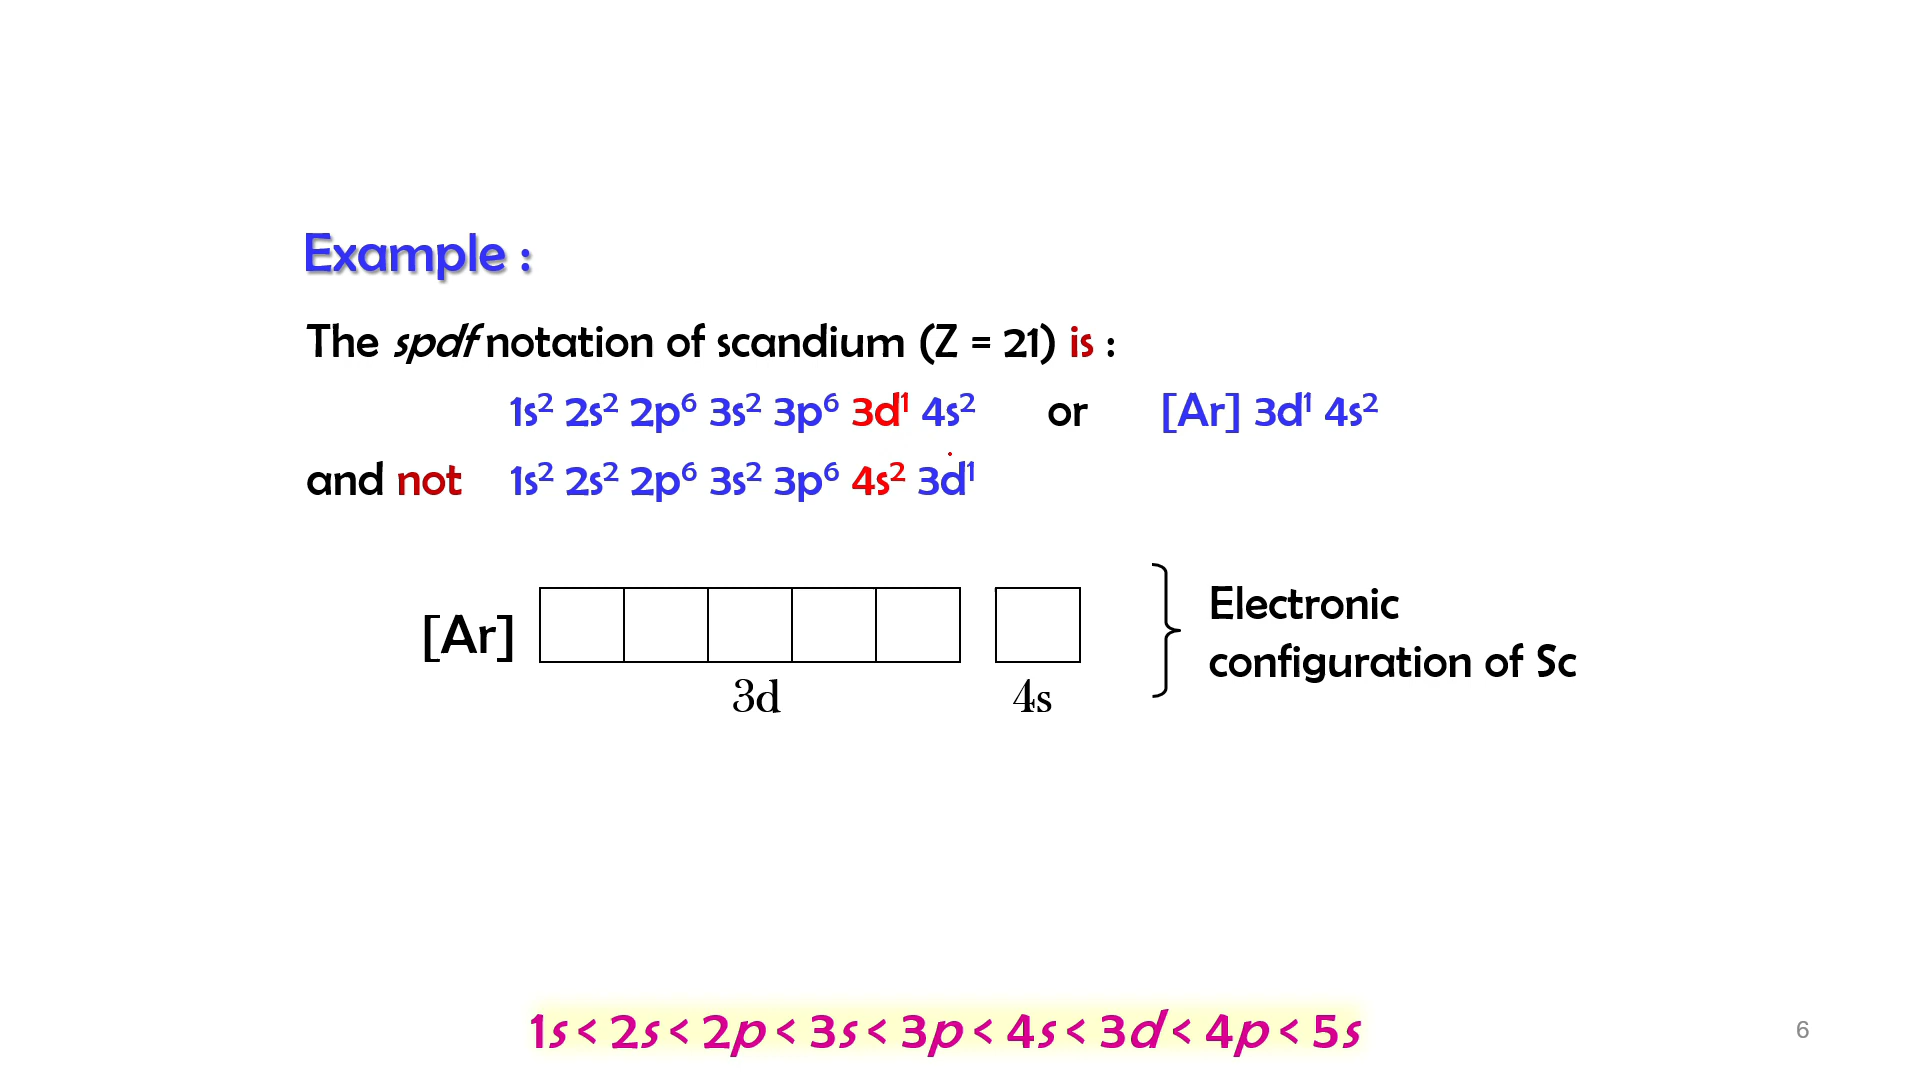 Example :
The spdf notation of scandium (Z = 21) is :
1s² 2s² 2p⁶ 3s² 3p⁶ 3d¹ 4s² or [Ar] 3d¹ 4s²
and not 1s² 2s² 2p⁶ 3s² 3p⁶ 4s² 3d¹
[Ar]
3d 4s
Electronic
configuration of Sc
1s < 2s < 2p < 3s < 3p < 4s < 3d < 4p < 5s
6